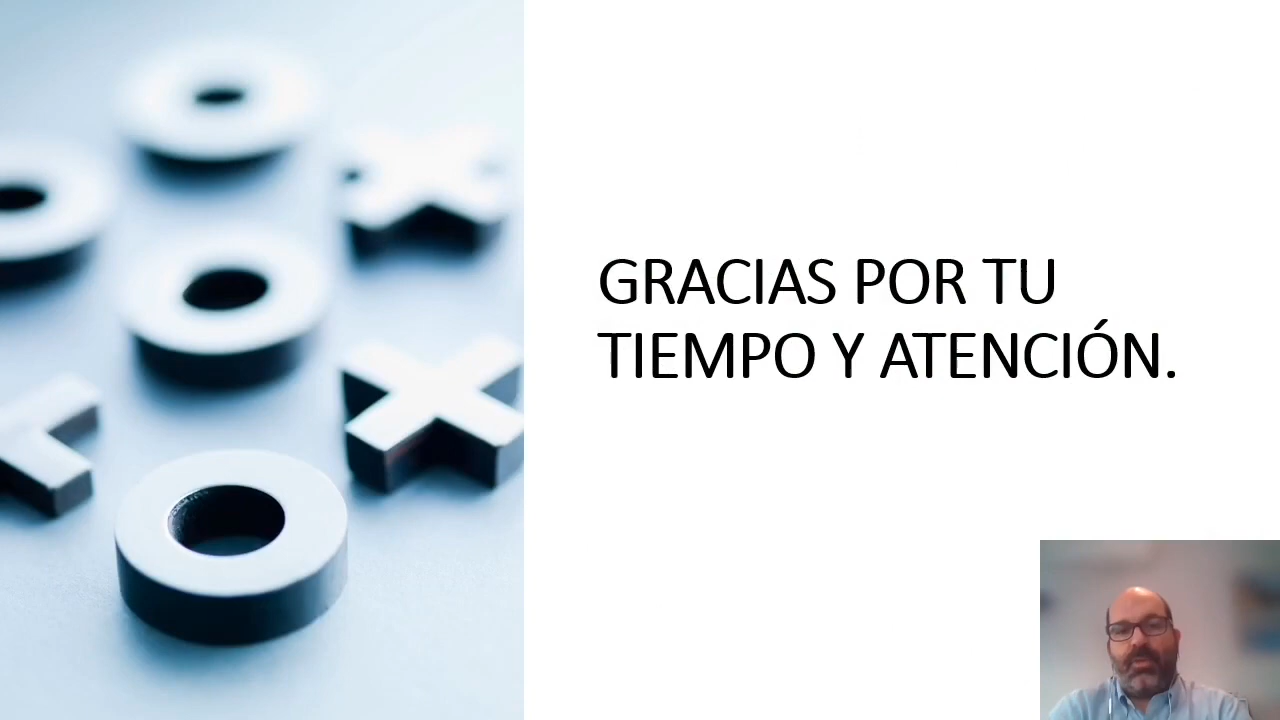 GRACIAS POR TU
TIEMPO Y ATENCIÓN.